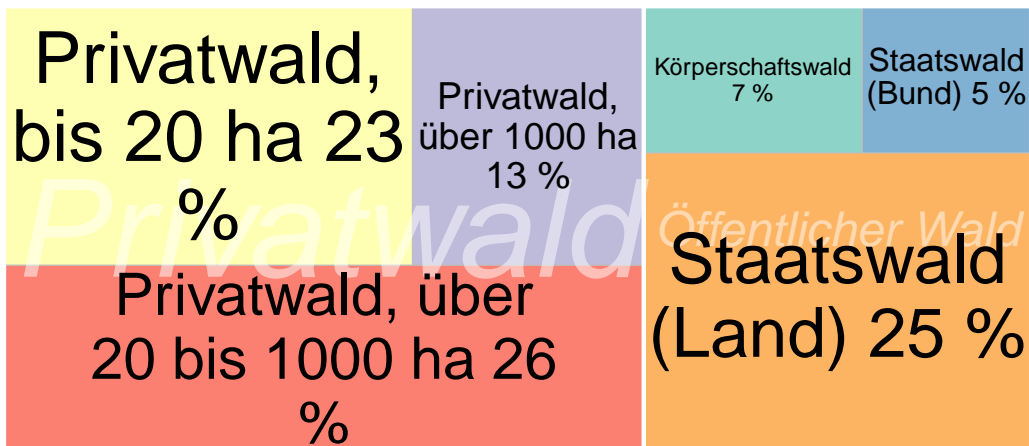 Privatwald,
bis 20 ha 23
%
Privatwald,
über 1000 ha
13 %
Privatwald, über
20 bis 1000 ha 26
%
Privatwald
Körperschaftswald
7 %
Staatswald
(Bund) 5 %
Staatswald
(Land) 25 %
Öffentlicher Wald